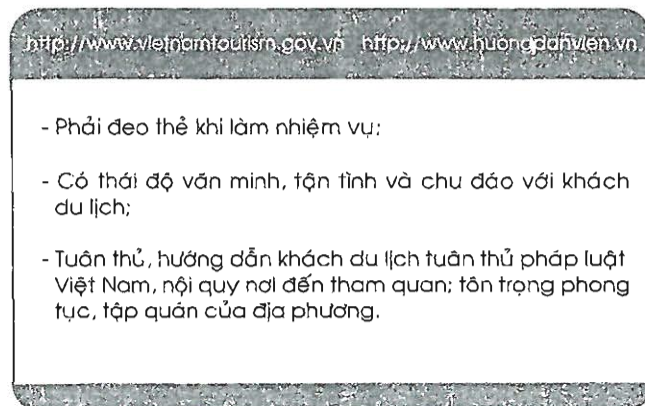 http://www.vietnamtourism.gov.vn http://www.huongdanvien.vn
- Phải đeo thẻ khi làm nhiệm vụ;
- Có thái độ văn minh, tận tình và chu đáo với khách
du lịch;
- Tuân thủ, hướng dẫn khách du lịch tuân thủ pháp luật
Việt Nam, nội quy nơi đến tham quan; tôn trọng phong
tục, tập quán của địa phương.